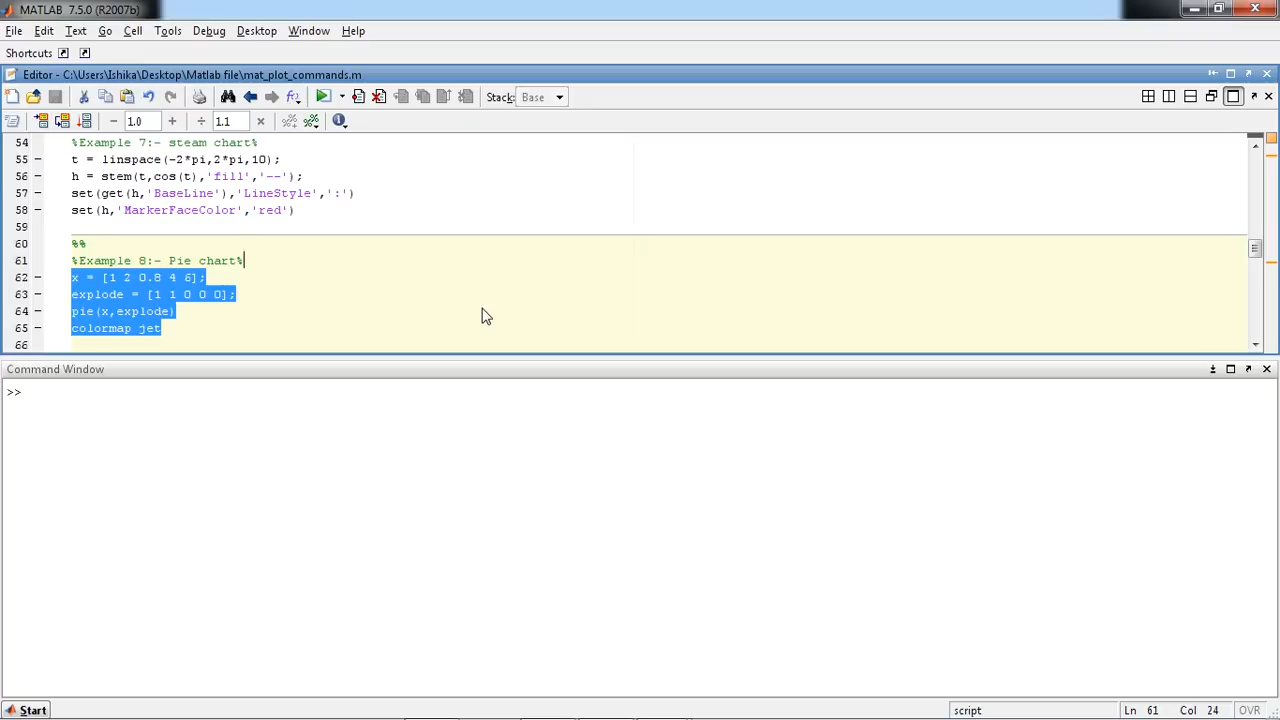 MATLAB 7.5.0 (R2007b)
File Edit Text Go Cell Tools Debug Desktop Window Help
Shortcuts
Editor - C:\Users\Ishika\Desktop\Matlab file\mat_plot_commands.m
Stack: Base
1.0 1.1
54 %Example 7:- steam chart%
55 t = linspace(-2*pi,2*pi,10);
56 h = stem(t,cos(t),'fill','--');
57 set(get(h,'BaseLine'),'LineStyle',':')
58 set(h,'MarkerFaceColor','red')
59
60 %%
61 %Example 8:- Pie chart%
62 x = [1 2 0.8 4 6];
63 explode = [1 1 0 0 0];
64 pie(x,explode)
65 colormap jet
66
Command Window
>>
Start script Ln 61 Col 24 OVR